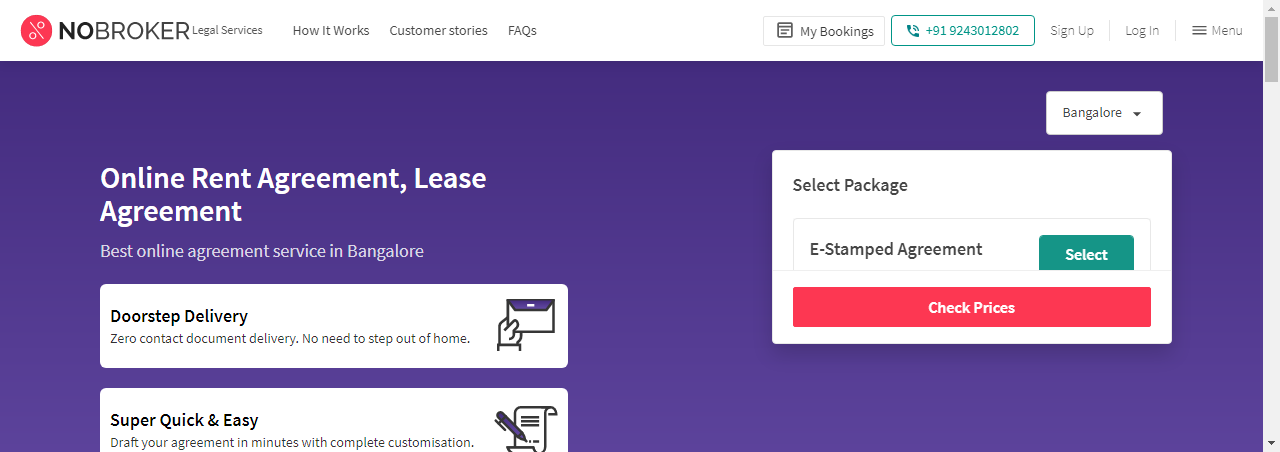 NOBROKER Legal Services How It Works Customer stories FAQs My Bookings +91 9243012802 Sign Up Log In Menu
Bangalore
Online Rent Agreement, Lease
Agreement
Best online agreement service in Bangalore
Doorstep Delivery
Zero contact document delivery. No need to step out of home.
Super Quick & Easy
Draft your agreement in minutes with complete customisation.
Select Package
E-Stamped Agreement Select
Check Prices